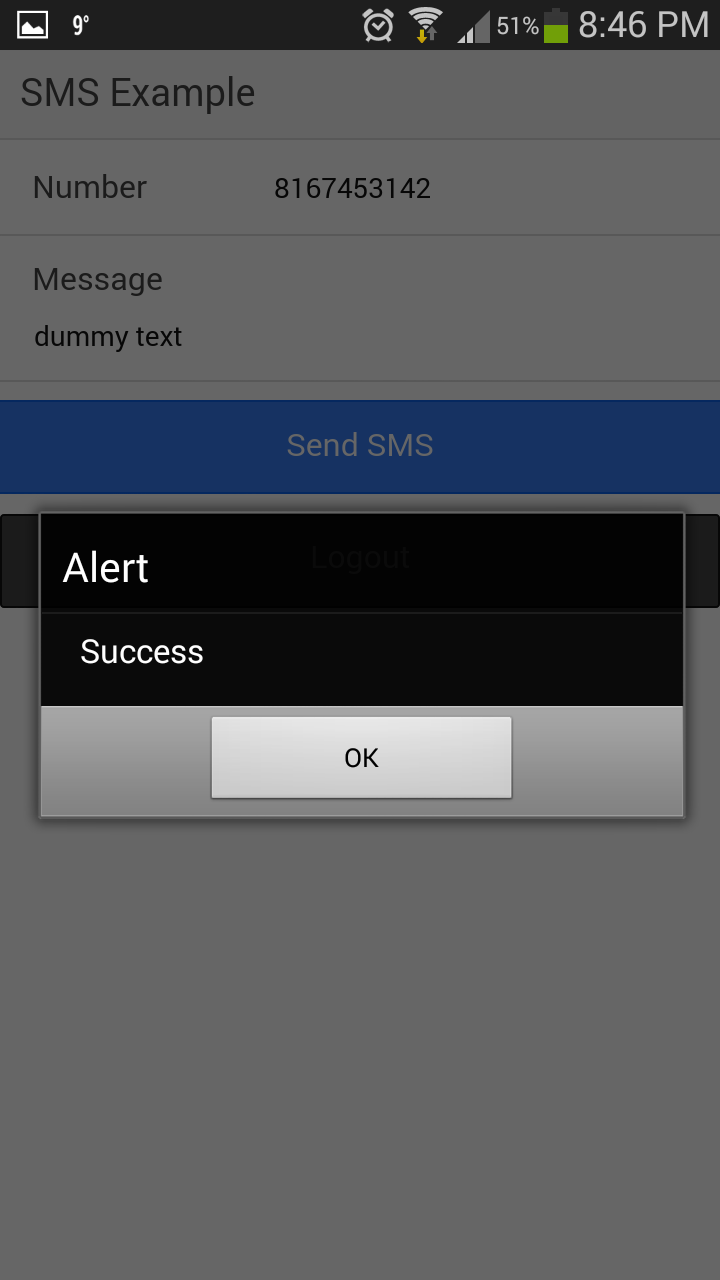 9° 51% 8:46 PM
SMS Example
Number 8167453142
Message
dummy text
Send SMS
Logout
Alert
Success
OK